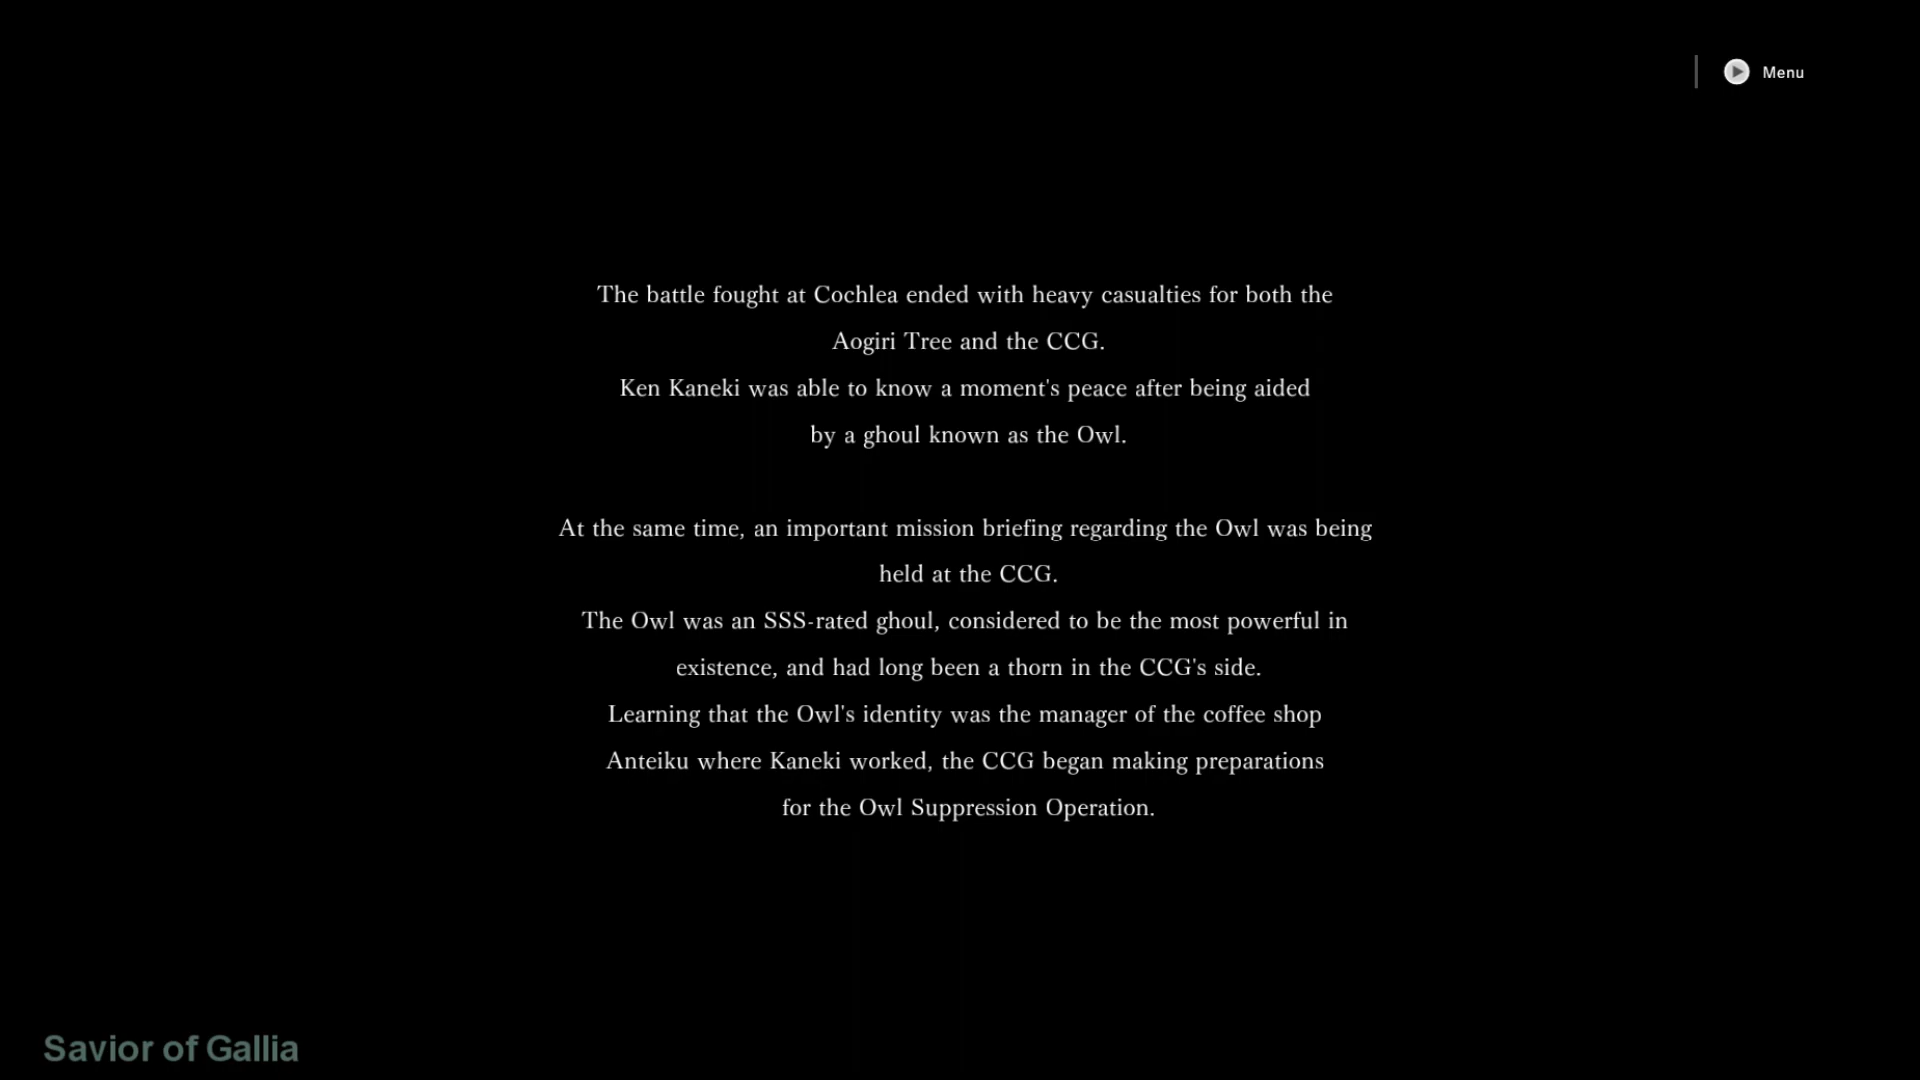 Menu
The battle fought at Cochlea ended with heavy casualties for both the
Aogiri Tree and the CCG.
Ken Kaneki was able to know a moment's peace after being aided
by a ghoul known as the Owl.
At the same time, an important mission briefing regarding the Owl was being
held at the CCG.
The Owl was an SSS-rated ghoul, considered to be the most powerful in
existence, and had long been a thorn in the CCG's side.
Learning that the Owl's identity was the manager of the coffee shop
Anteiku where Kaneki worked, the CCG began making preparations
for the Owl Suppression Operation.
Savior of Gallia